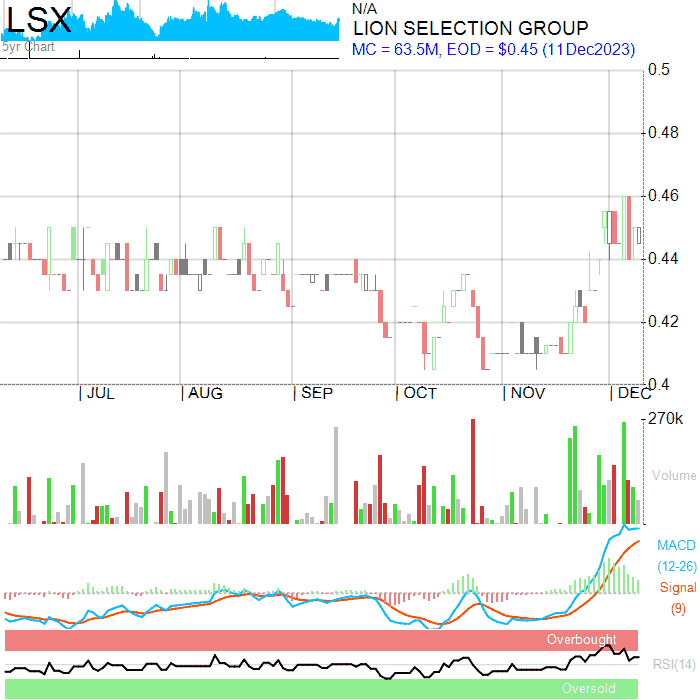 LSX
5yr Chart
N/A
LION SELECTION GROUP
MC = 63.5M, EOD = $0.45 (11Dec2023)
0.5
0.48
0.46
0.44
0.42
0.4
JUL AUG SEP OCT NOV DEC
270k
Volume
MACD
(12-26)
Signal
(9)
Overbought
RSI(14)
Oversold